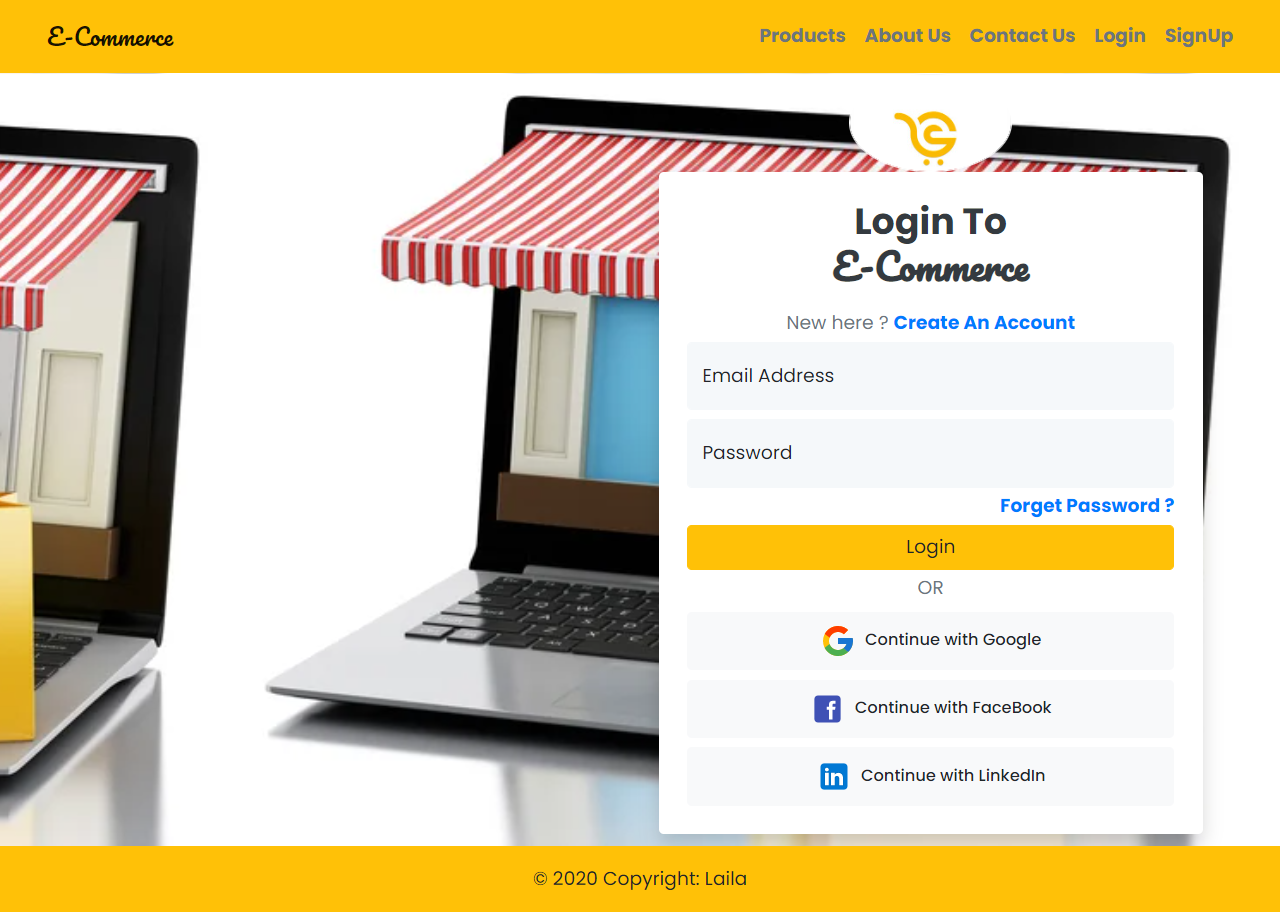 E-Commerce
Products About Us Contact Us Login SignUp
Login To
E-Commerce
New here ? Create An Account
Email Address
Password
Forget Password ?
Login
OR
Continue with Google
Continue with FaceBook
Continue with LinkedIn
© 2020 Copyright: Laila